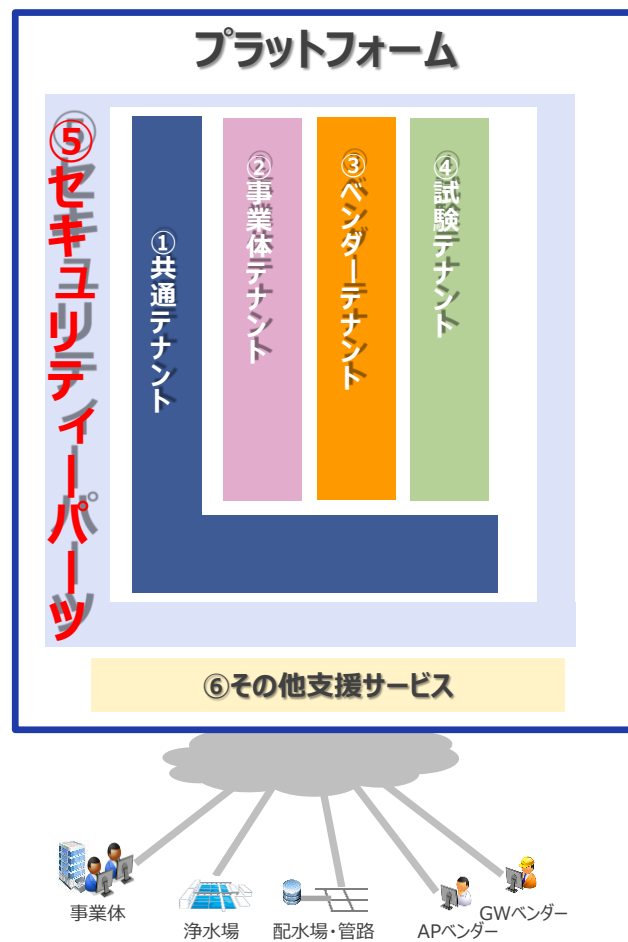 プラットフォーム
⑤セキュリティーパーツ
①共通テナント
②事業体テナント
③ベンダーテナント
④試験テナント
⑥その他支援サービス
事業体
浄水場
配水場・管路
APベンダー
GWベンダー